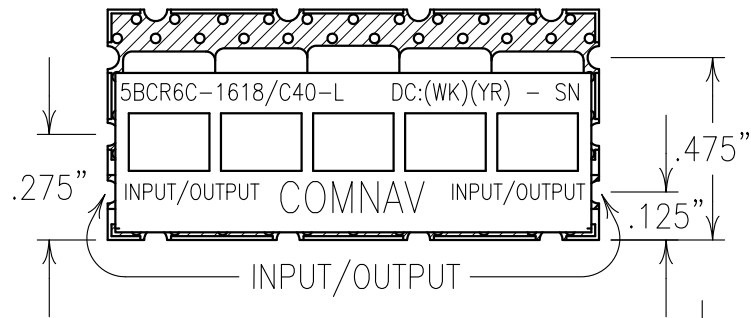 5BCR6C-1618/C40-L DC:(WK)(YR) - SN
.475”
.275”
INPUT/OUTPUT COMNAV INPUT/OUTPUT
.125”
INPUT/OUTPUT